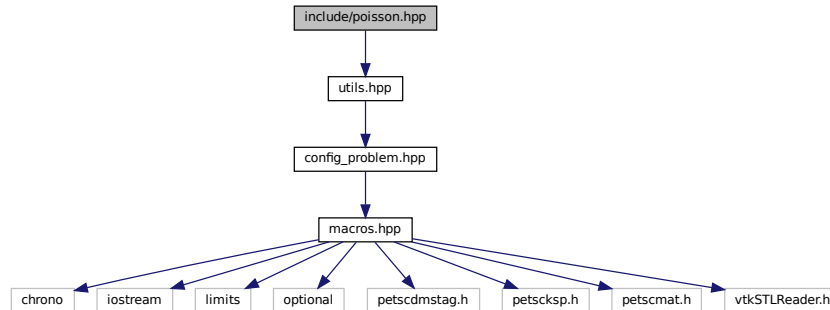 include/poisson.hpp
utils.hpp
config_problem.hpp
macros.hpp
chrono
iostream
limits
optional
petscdmstag.h
petscksp.h
petscmat.h
vtkSTLReader.h